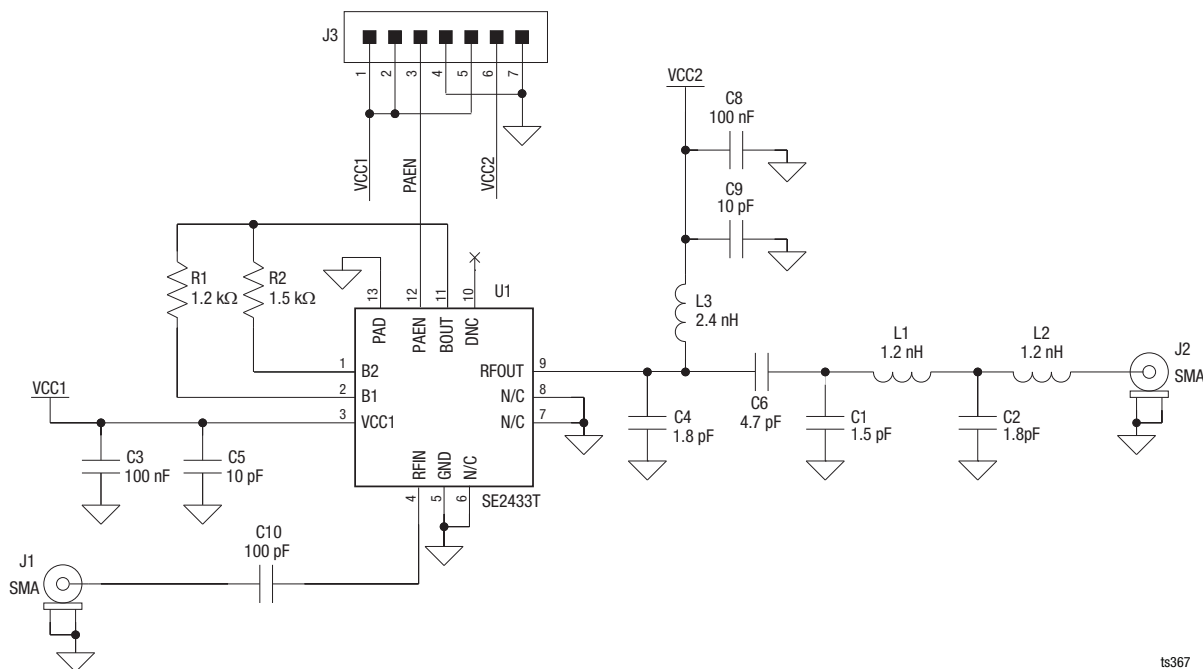 J3
1
2
3
4
5
6
7
VCC1
PAEN
VCC2
VCC2
C8
100 nF
C9
10 pF
R1
1.2 kΩ
R2
1.5 kΩ
13
12
11
10
U1
PAD
PAEN
BOUT
DNC
L3
2.4 nH
1
B2
RFOUT
9
2
B1
N/C
8
3
VCC1
N/C
7
VCC1
C3
100 nF
C5
10 pF
RFIN
GND
N/C
4
5
6
SE2433T
C4
1.8 pF
C6
4.7 pF
C1
1.5 pF
L1
1.2 nH
C2
1.8pF
L2
1.2 nH
J2
SMA
C10
100 pF
J1
SMA
ts367